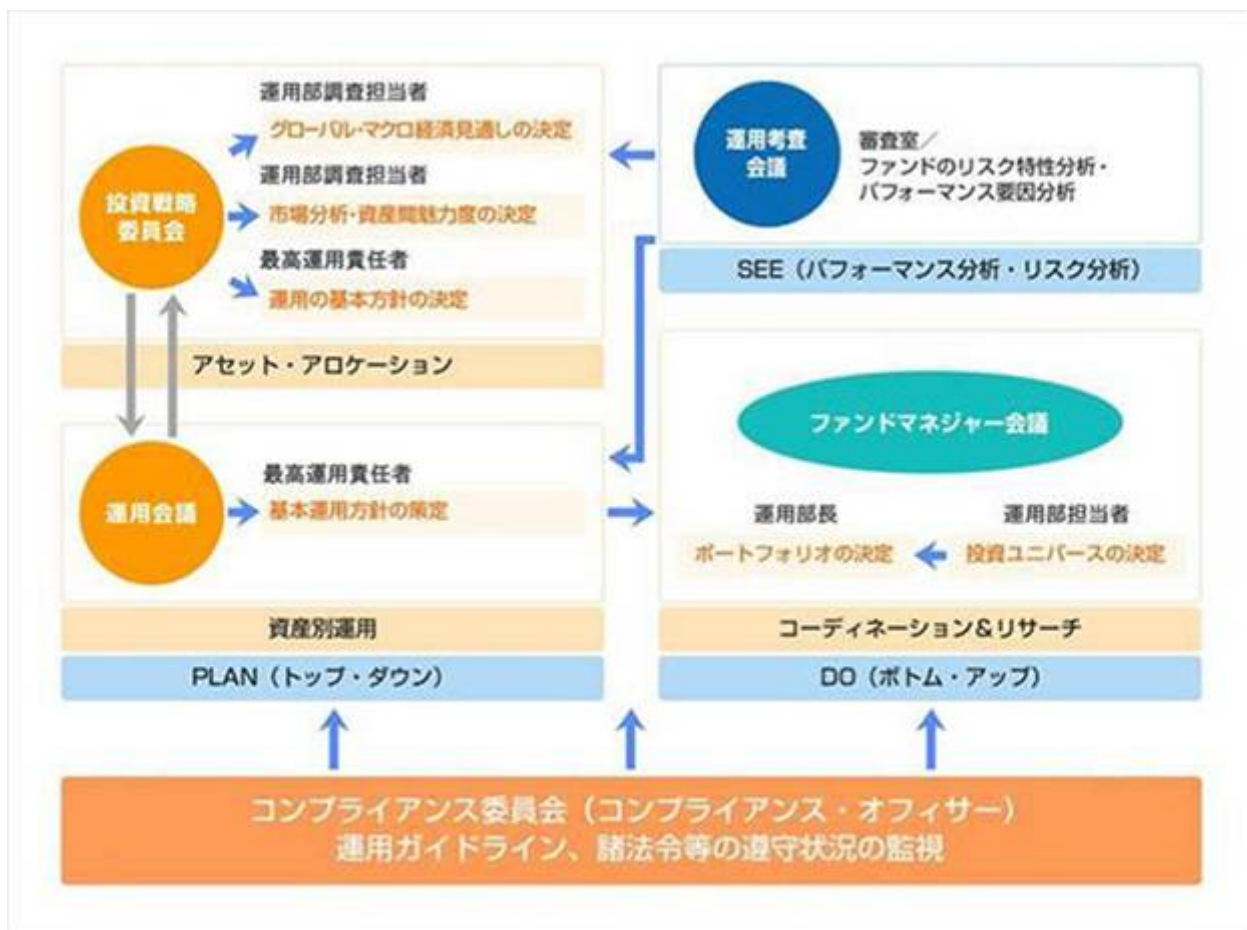 運用部調査担当者
グローバル・マクロ経済見通しの決定
投資戦略
委員会
運用部調査担当者
市場分析・資産間魅力度の決定
最高運用責任者
運用の基本方針の決定
アセット・アロケーション
運用考査
会議
審査室／
ファンドのリスク特性分析・
パフォーマンス要因分析
SEE（パフォーマンス分析・リスク分析）
運用会議
最高運用責任者
基本運用方針の策定
資産別運用
PLAN（トップ・ダウン）
ファンドマネジャー会議
運用部長
ポートフォリオの決定
運用部担当者
投資ユニバースの決定
コーディネーション＆リサーチ
DO（ボトム・アップ）
コンプライアンス委員会（コンプライアンス・オフィサー）
運用ガイドライン、諸法令等の遵守状況の監視